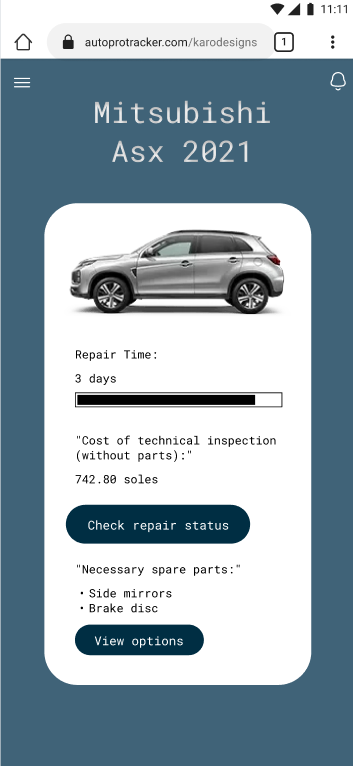 11:11
autoprotracker.com/karodesigns
1
Mitsubishi
Asx 2021
Repair Time:
3 days
"Cost of technical inspection
(without parts):"
742.80 soles
Check repair status
"Necessary spare parts:"
• Side mirrors
• Brake disc
View options